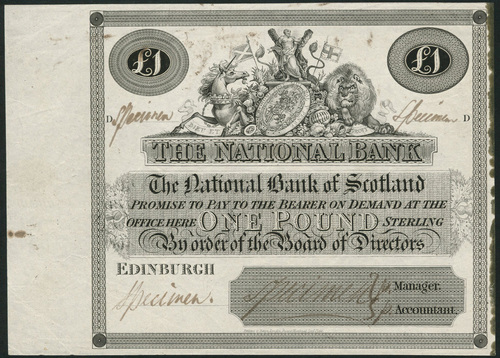 £1 £1
D Specimen Specimen D
THE NATIONAL BANK
The National Bank of Scotland
PROMISE TO PAY TO THE BEARER ON DEMAND AT THE
OFFICE HERE ONE POUND STERLING
By order of the Board of Directors
EDINBURGH
Specimen. Specimen p. Manager.
p. Accountant.